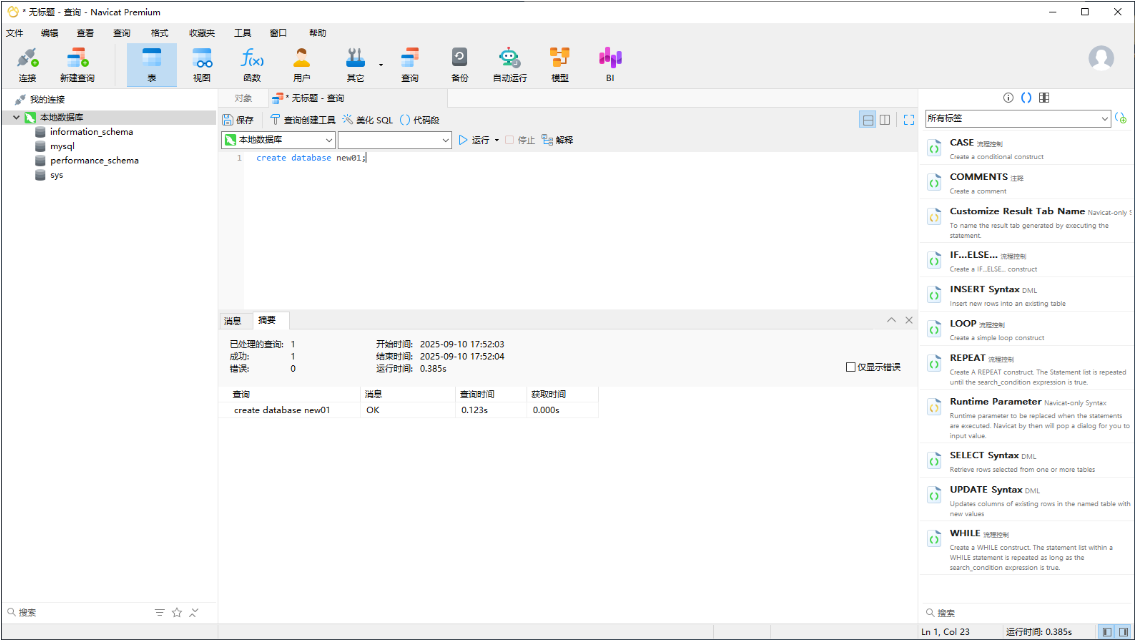 * 无标题 - 查询 - Navicat Premium
文件 编辑 查看 查询 格式 收藏夹 工具 窗口 帮助
连接 新建查询 表 视图 函数 用户 其它 查询 备份 自动运行 模型 BI
我的连接
本地数据库
information_schema
mysql
performance_schema
sys
搜索
对象 * 无标题 - 查询
保存 查询创建工具 美化 SQL () 代码段
本地数据库 运行 停止 解释
1 create database new01;
消息 摘要
已处理的查询: 1 开始时间: 2025-09-10 17:52:03
成功: 1 结束时间: 2025-09-10 17:52:04
错误: 0 运行时间: 0.385s
仅显示错误
查询 消息 查询时间 获取时间
create database new01 OK 0.123s 0.000s
所有标签
CASE 流程控制
Create a conditional construct
COMMENTS 注释
Create a comment
Customize Result Tab Name Navicat-only S
To name the result tab generated by executing the
statement.
IF...ELSE... 流程控制
Create a IF...ELSE... construct
INSERT Syntax DML
Insert new rows into an existing table
LOOP 流程控制
Create a simple loop construct
REPEAT 流程控制
Create A REPEAT construct. The Statement list is repeated
until the search_condition expression is true.
Runtime Parameter Navicat-only Syntax
Runtime parameter to be replaced when the statements
are executed. Navicat by then will pop a dialog for you to
input value.
SELECT Syntax DML
Retrieve rows selected from one or more tables
UPDATE Syntax DML
Updates columns of existing rows in the named table with
new values
WHILE 流程控制
Create a WHILE construct. The statement list within a
WHILE statement is repeated as long as the
search_condition expression is true.
搜索
Ln 1, Col 23 运行时间: 0.385s